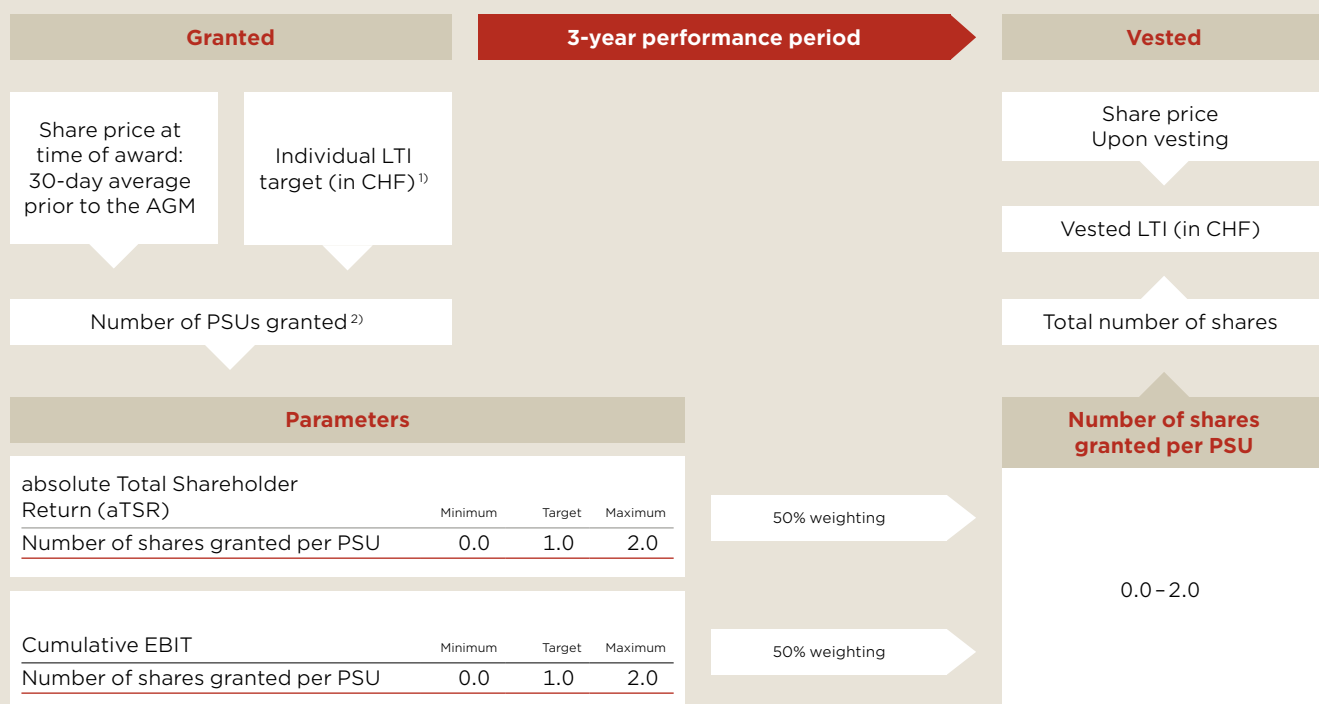 Granted
3-year performance period
Vested
Share price at
time of award:
30-day average
prior to the AGM
Individual LTI
target (in CHF) 1)
Share price
Upon vesting
Vested LTI (in CHF)
Number of PSUs granted 2)
Total number of shares
Parameters
Number of shares
granted per PSU
absolute Total Shareholder
Return (aTSR) Minimum Target Maximum
Number of shares granted per PSU 0.0 1.0 2.0
50% weighting
0.0–2.0
Cumulative EBIT Minimum Target Maximum
Number of shares granted per PSU 0.0 1.0 2.0
50% weighting